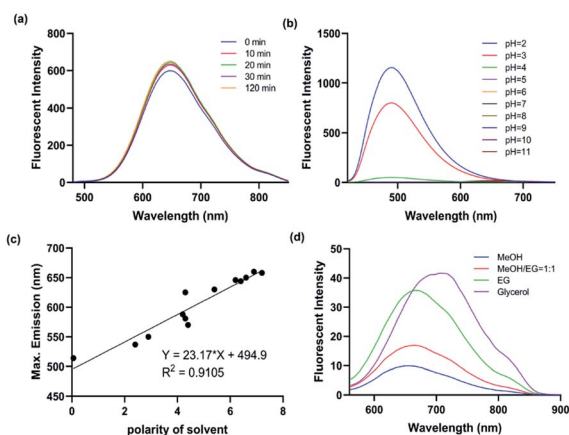 (a)
Fluorescent Intensity
800
600
400
200
0
500
600
700
800
Wavelength (nm)
0 min
10 min
20 min
30 min
120 min
(b)
Fluorescent Intensity
1500
1000
500
0
500
600
700
Wavelength (nm)
pH=2
pH=3
pH=4
pH=5
pH=6
pH=7
pH=8
pH=9
pH=10
pH=11
(c)
Max. Emission (nm)
700
650
600
550
500
450
0
2
4
6
8
Y = 23.17*X + 494.9
R² = 0.9105
polarity of solvent
(d)
Fluorescent Intensity
50
40
30
20
10
0
600
700
800
900
Wavelength (nm)
MeOH
MeOH/EG=1:1
EG
Glycerol